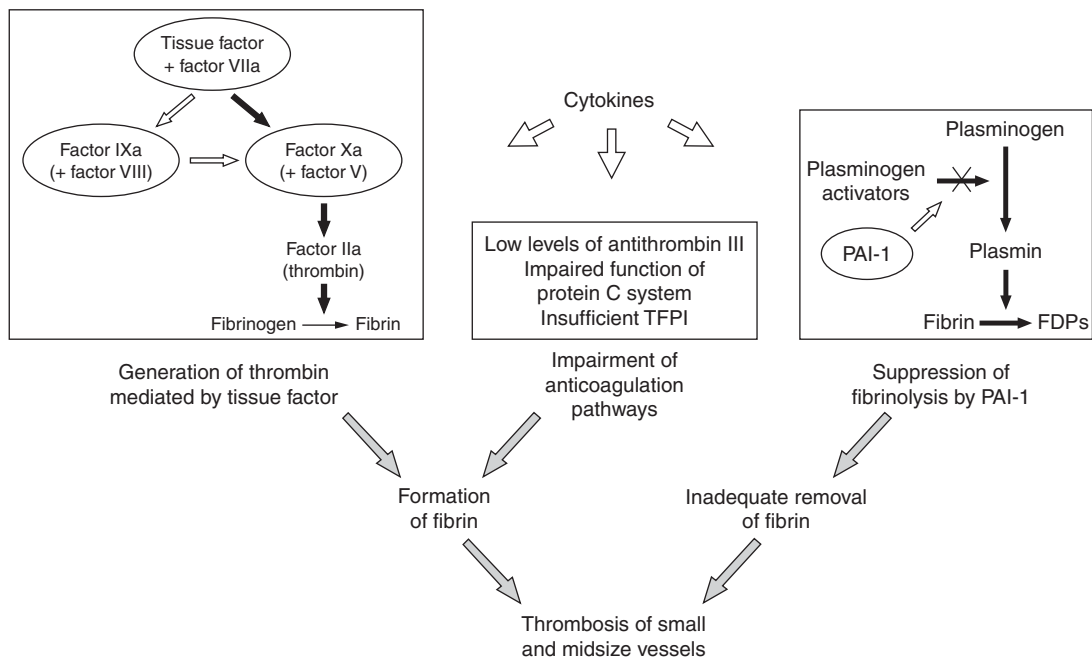 Tissue factor
+ factor VIIa
Factor IXa
(+ factor VIII)
Factor Xa
(+ factor V)
Factor IIa
(thrombin)
Fibrinogen
Fibrin
Generation of thrombin
mediated by tissue factor
Cytokines
Low levels of antithrombin III
Impaired function of
protein C system
Insufficient TFPI
Impairment of
anticoagulation
pathways
Plasminogen
Plasminogen
activators
PAI-1
Plasmin
Fibrin
FDPs
Suppression of
fibrinolysis by PAI-1
Formation
of fibrin
Inadequate removal
of fibrin
Thrombosis of small
and midsize vessels